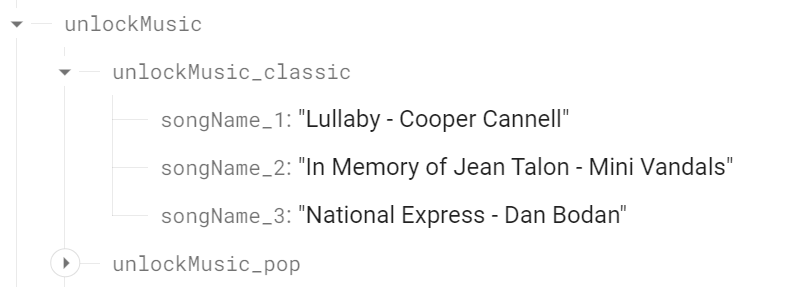 unlockMusic
unlockMusic_classic
songName_1: "Lullaby - Cooper Cannell"
songName_2: "In Memory of Jean Talon - Mini Vandals"
songName_3: "National Express - Dan Bodan"
unlockMusic_pop